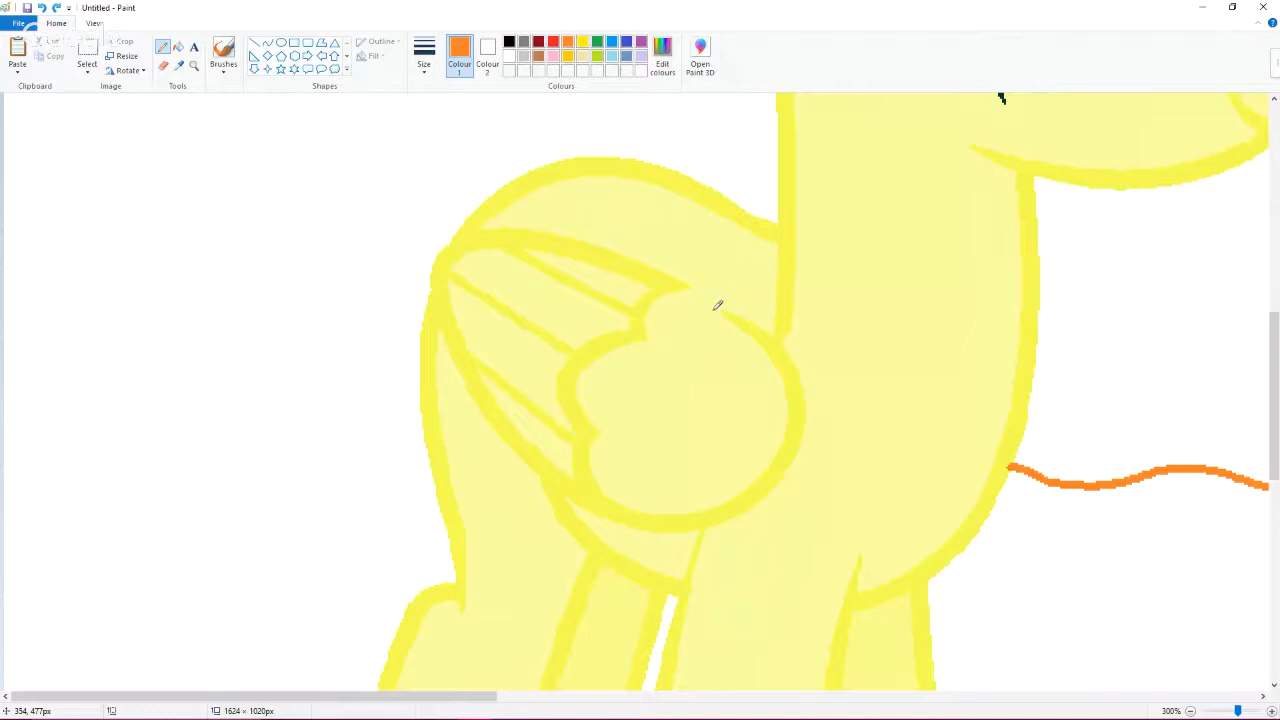 Untitled - Paint
File
Home
View
Paste
Cut
Copy
Clipboard
Select
Crop
Resize
Rotate
Image
A
Tools
Brushes
Outline
Fill
Shapes
Size
Colour
1
Colour
2
Edit
colours
Colours
Open
Paint 3D
354, 477px
1624 × 1020px
300%